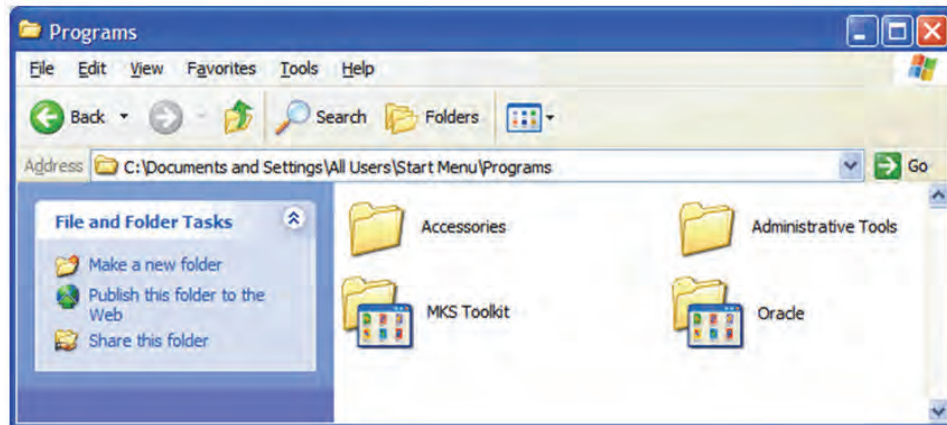 Programs
File Edit View Favorites Tools Help
Back Search Folders
Address C:\Documents and Settings\All Users\Start Menu\Programs Go
File and Folder Tasks
Make a new folder
Publish this folder to the
Web
Share this folder
Accessories Administrative Tools
MKS Toolkit Oracle